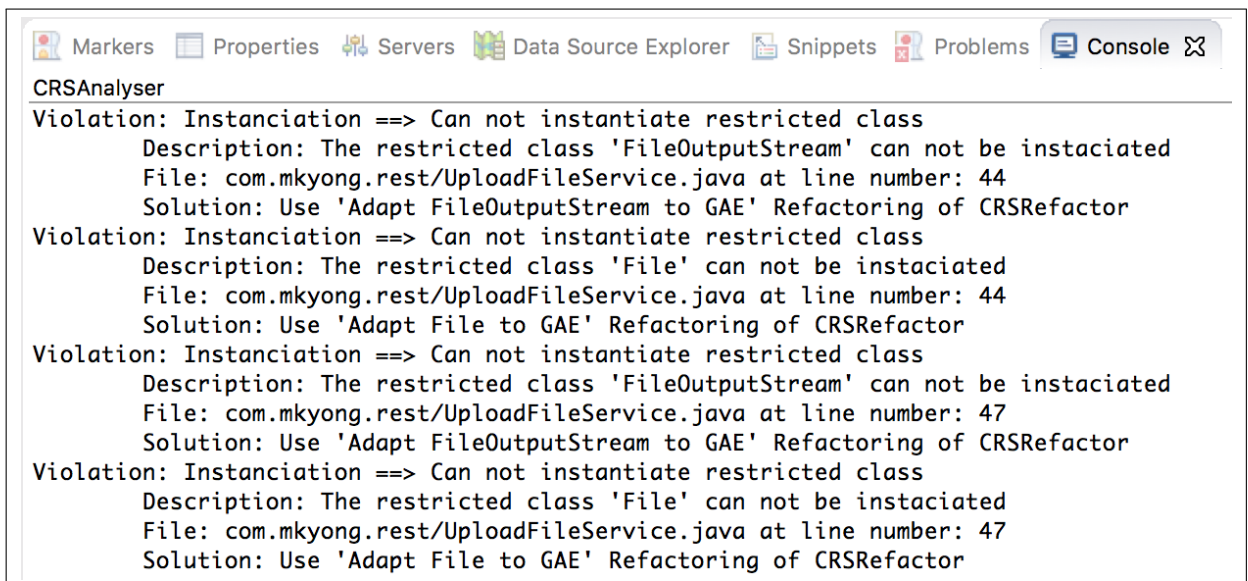 Markers Properties Servers Data Source Explorer Snippets Problems Console
CRSAnalyser
Violation: Instanciation ==> Can not instantiate restricted class
Description: The restricted class 'FileOutputStream' can not be instaciated
File: com.mkyong.rest/UploadFileService.java at line number: 44
Solution: Use 'Adapt FileOutputStream to GAE' Refactoring of CRSRefactor
Violation: Instanciation ==> Can not instantiate restricted class
Description: The restricted class 'File' can not be instaciated
File: com.mkyong.rest/UploadFileService.java at line number: 44
Solution: Use 'Adapt File to GAE' Refactoring of CRSRefactor
Violation: Instanciation ==> Can not instantiate restricted class
Description: The restricted class 'FileOutputStream' can not be instaciated
File: com.mkyong.rest/UploadFileService.java at line number: 47
Solution: Use 'Adapt FileOutputStream to GAE' Refactoring of CRSRefactor
Violation: Instanciation ==> Can not instantiate restricted class
Description: The restricted class 'File' can not be instaciated
File: com.mkyong.rest/UploadFileService.java at line number: 47
Solution: Use 'Adapt File to GAE' Refactoring of CRSRefactor